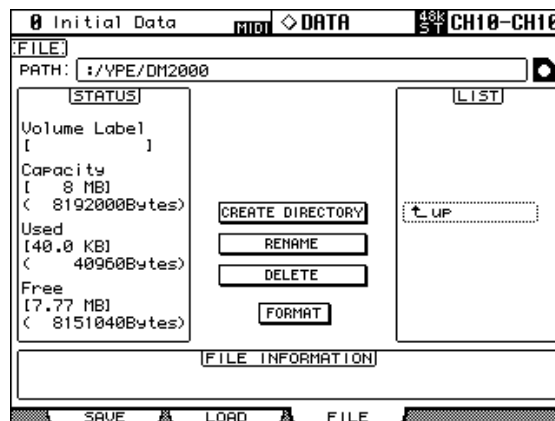 0 Initial Data MIDI ◇DATA 48K ST CH10-CH10
FILE
PATH: :/YPE/DM2000
STATUS
LIST
Volume Label
[ ]
Capacity
[ 8 MB]
( 8192000Bytes)
CREATE DIRECTORY
up
Used
[40.0 KB]
( 40960Bytes)
RENAME
DELETE
Free
[7.77 MB]
( 8151040Bytes)
FORMAT
FILE INFORMATION
SAVE LOAD FILE